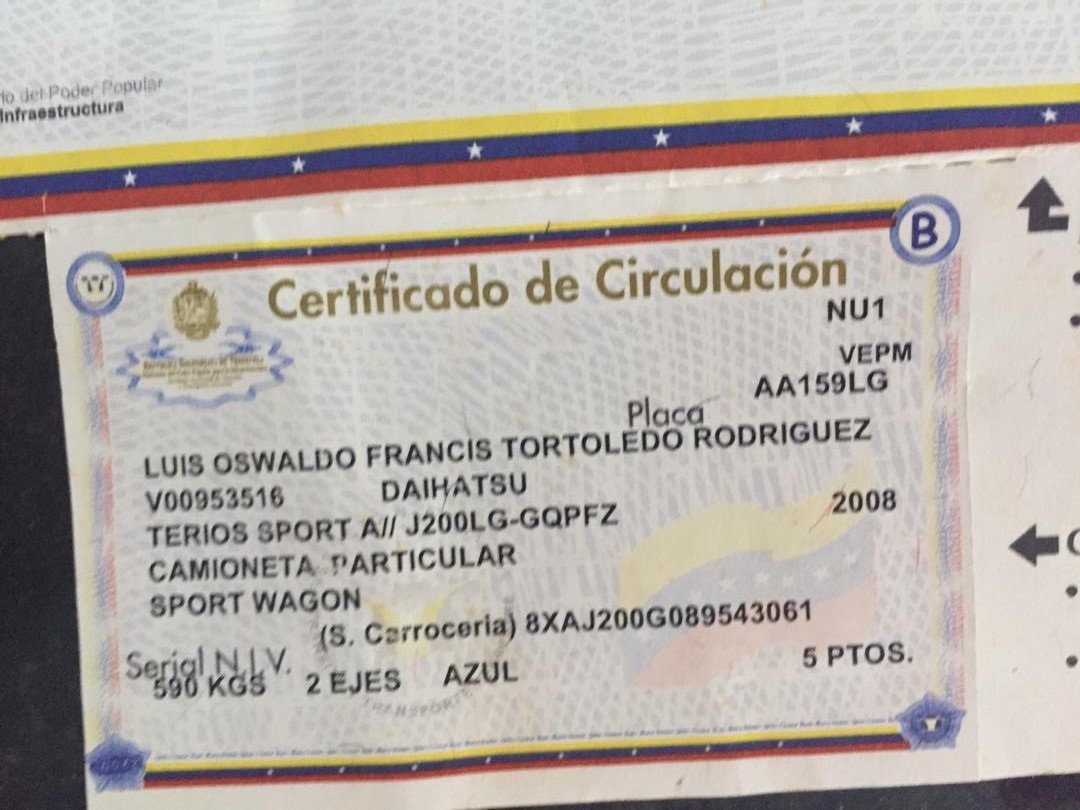 del Poder Popular
Infraestructura
B
Certificado de Circulación
NU1
VEPM
AA159LG
Placa
LUIS OSWALDO FRANCIS TORTOLEDO RODRIGUEZ
V00953516 DAIHATSU
TERIOS SPORT A// J200LG-GQPFZ 2008
CAMIONETA PARTICULAR
SPORT WAGON
(S. Carroceria) 8XAJ200G089543061
Serial N.I.V.
590 KGS 2 EJES AZUL 5 PTOS.